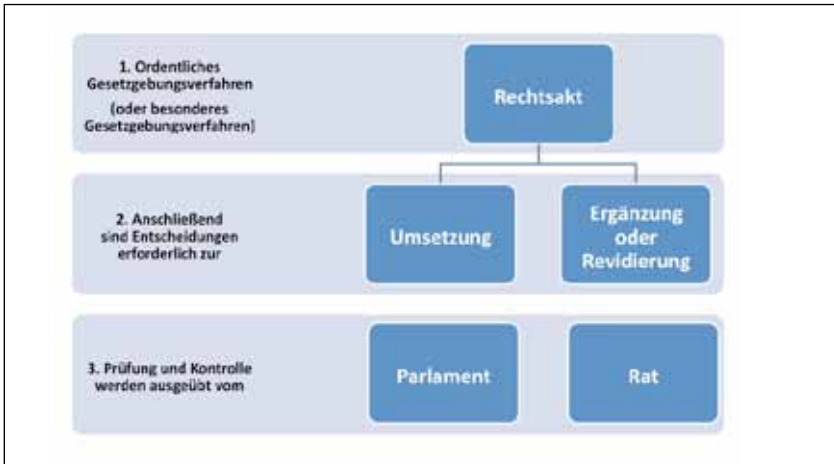 1. Ordentliches
Gesetzgebungsverfahren
(oder besonderes
Gesetzgebungsverfahren)
Rechtsakt
2. Anschließend
sind Entscheidungen
erforderlich zur
Umsetzung
Ergänzung
oder
Revidierung
3. Prüfung und Kontrolle
werden ausgeübt vom
Parlament
Rat